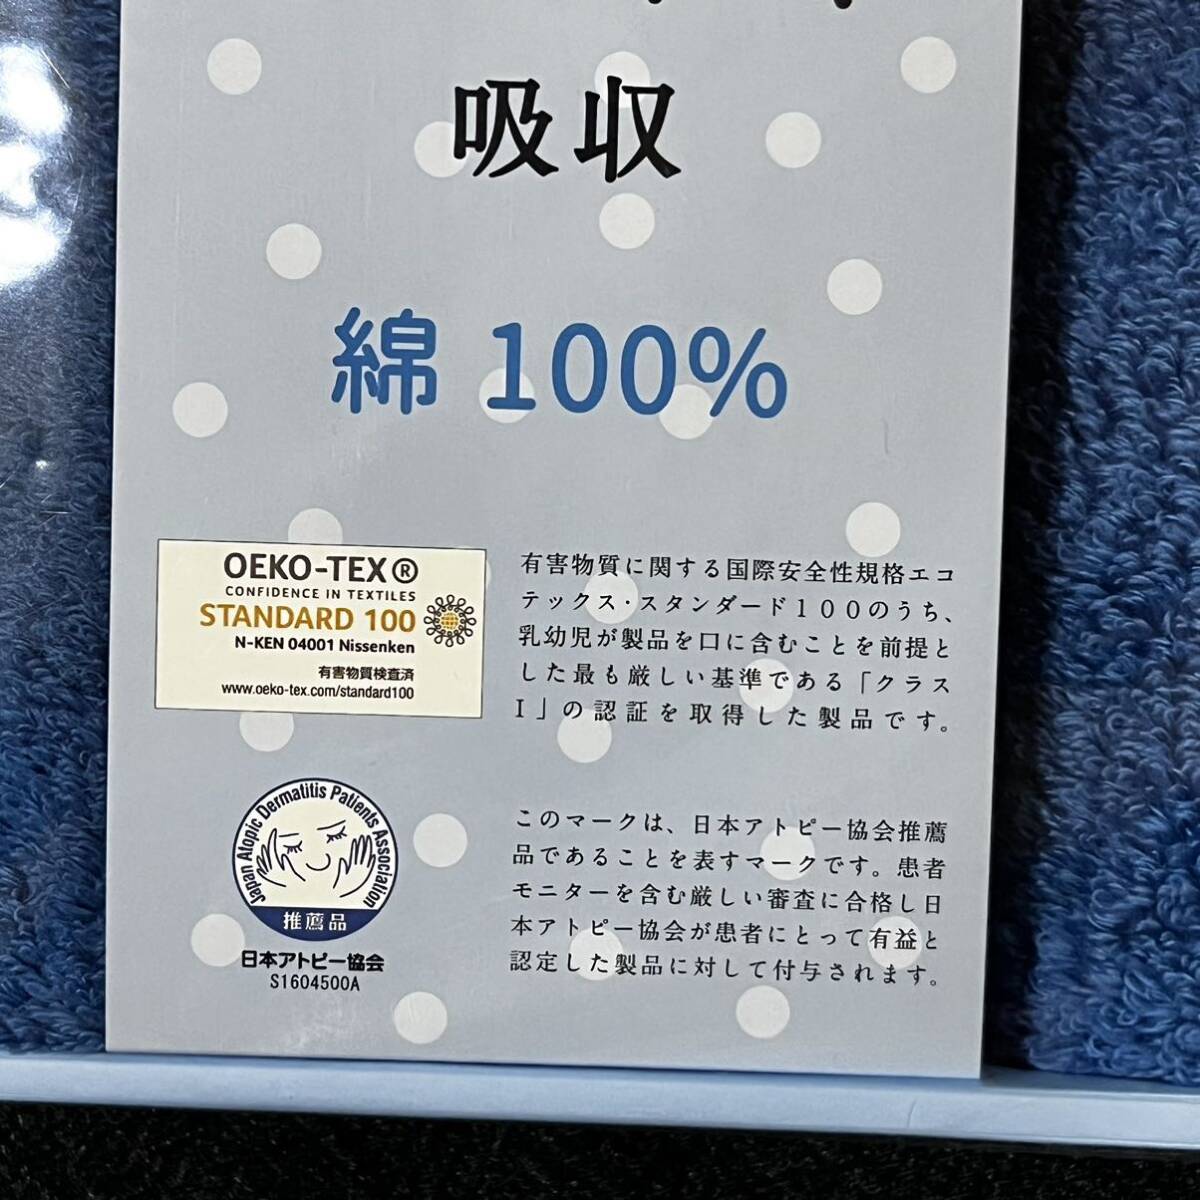 吸収
綿 100%
OEKO-TEX®
CONFIDENCE IN TEXTILES
STANDARD 100
N-KEN 04001 Nissenken
有害物質検査済
www.oeko-tex.com/standard100
有害物質に関する国際安全性規格エコ
テックス・スタンダード１００のうち、
乳幼児が製品を口に含むことを前提と
した最も厳しい基準である「クラス
Ｉ」の認証を取得した製品です。
Japan Atopic Dermatitis Patients Association
推薦品
日本アトピー協会
S1604500A
このマークは、日本アトピー協会推薦
品であることを表すマークです。患者
モニターを含む厳しい審査に合格し日
本アトピー協会が患者にとって有益と
認定した製品に対して付与されます。